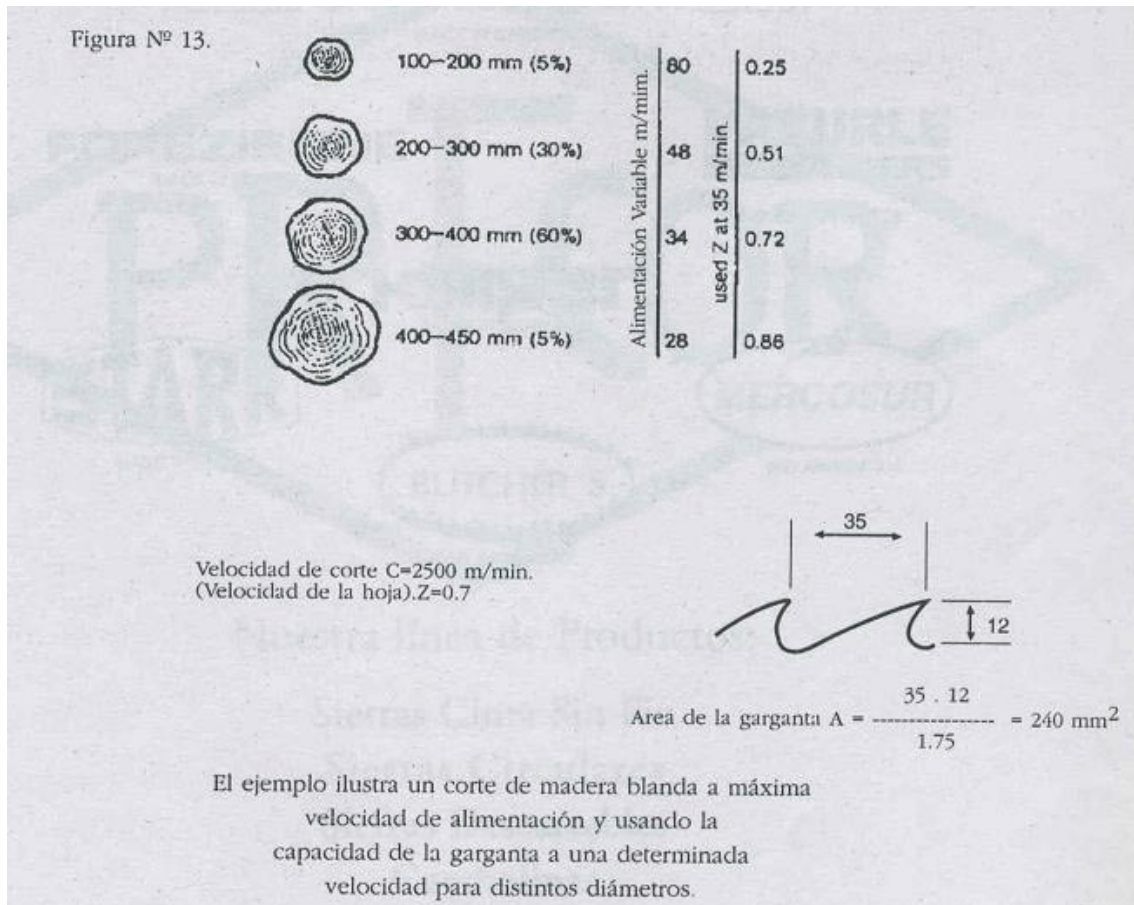 Figura Nº 13.
100–200 mm (5%)
200–300 mm (30%)
300–400 mm (60%)
400–450 mm (5%)
Alimentación Variable m/mim.
80
48
34
28
used Z at 35 m/min.
0.25
0.51
0.72
0.86
35
12
Velocidad de corte C=2500 m/min.
(Velocidad de la hoja).Z=0.7
35 . 12
Area de la garganta A = ----------------- = 240 mm²
1.75
El ejemplo ilustra un corte de madera blanda a máxima
velocidad de alimentación y usando la
capacidad de la garganta a una determinada
velocidad para distintos diámetros.